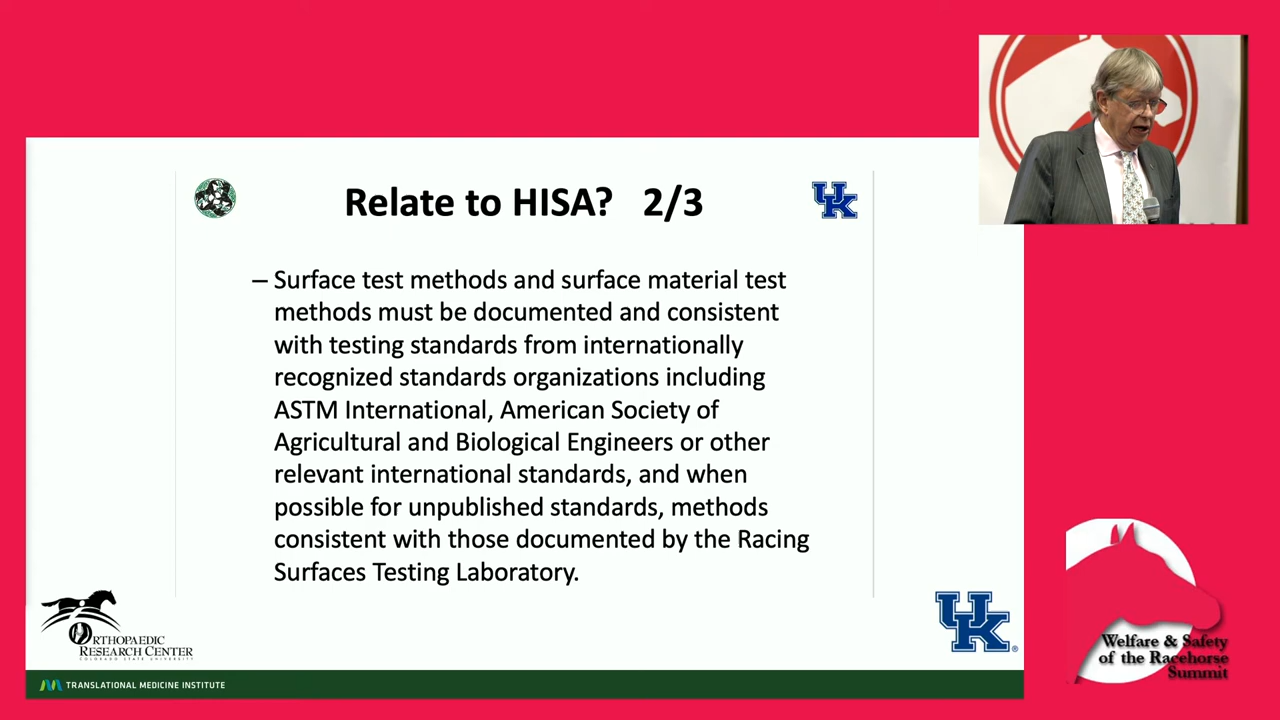 Relate to HISA? 2/3
UK
– Surface test methods and surface material test
methods must be documented and consistent
with testing standards from internationally
recognized standards organizations including
ASTM International, American Society of
Agricultural and Biological Engineers or other
relevant international standards, and when
possible for unpublished standards, methods
consistent with those documented by the Racing
Surfaces Testing Laboratory.
ORTHOPAEDIC
RESEARCH CENTER
COLORADO STATE UNIVERSITY
UK
®
TRANSLATIONAL MEDICINE INSTITUTE
Welfare & Safety
of the Racehorse
Summit